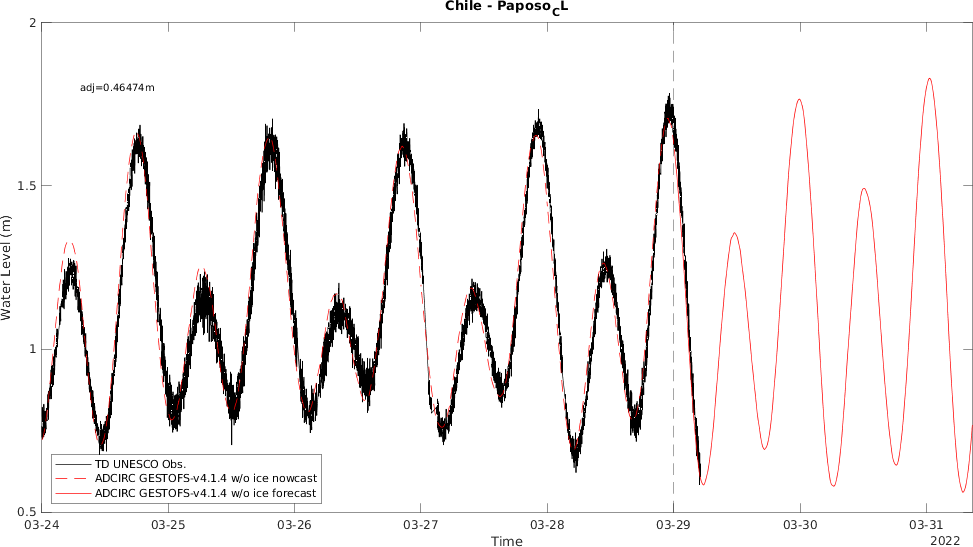 Chile - Paposo_CL
adj=0.46474m
Water Level (m)
2
1.5
1
0.5
TD UNESCO Obs.
ADCIRC GESTOFS-v4.1.4 w/o ice nowcast
ADCIRC GESTOFS-v4.1.4 w/o ice forecast
03-24 03-25 03-26 03-27 03-28 03-29 03-30 03-31
Time
2022